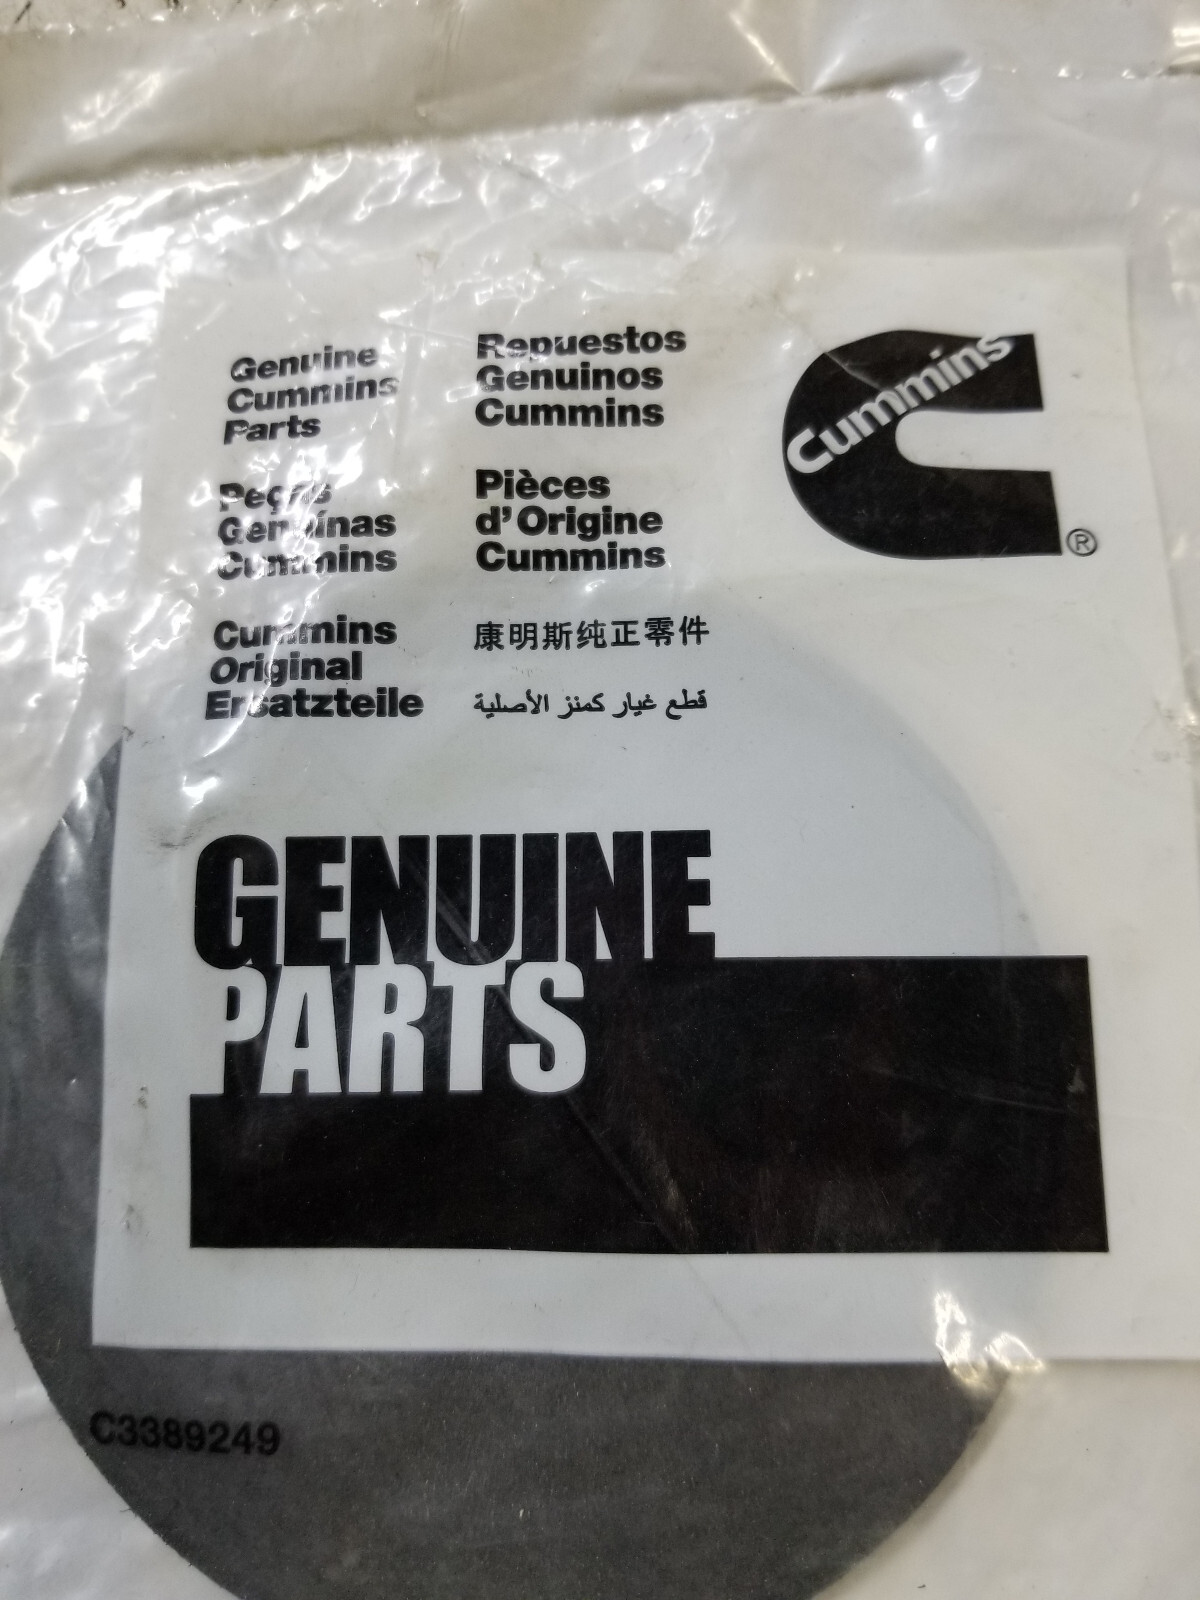 Genuine
Cummins
Parts
Repuestos
Genuinos
Cummins
Cummins
®
Peças
Genuínas
Cummins
Pièces
d'Origine
Cummins
Cummins
Original
Ersatzteile
康明斯纯正零件
قطع غيار كمنز الأصلية
GENUINE
PARTS
C3389249